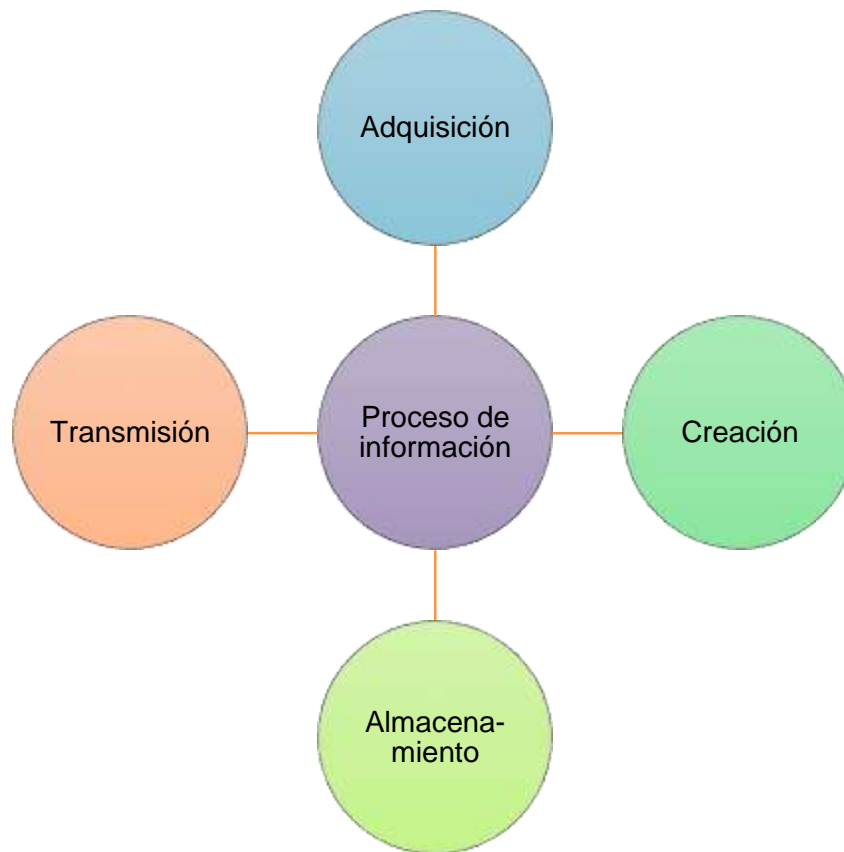 Adquisición
Transmisión
Proceso de
información
Creación
Almacena-
miento